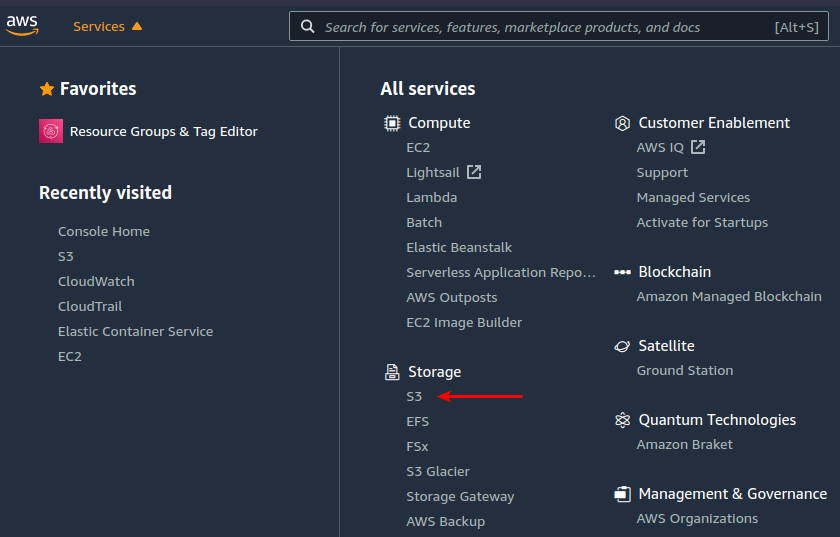 aws
Services
Search for services, features, marketplace products, and docs
[Alt+S]
Favorites
Resource Groups & Tag Editor
Recently visited
Console Home
S3
CloudWatch
CloudTrail
Elastic Container Service
EC2
All services
Compute
EC2
Lightsail
Lambda
Batch
Elastic Beanstalk
Serverless Application Repo...
AWS Outposts
EC2 Image Builder
Storage
S3
EFS
FSx
S3 Glacier
Storage Gateway
AWS Backup
Customer Enablement
AWS IQ
Support
Managed Services
Activate for Startups
Blockchain
Amazon Managed Blockchain
Satellite
Ground Station
Quantum Technologies
Amazon Braket
Management & Governance
AWS Organizations